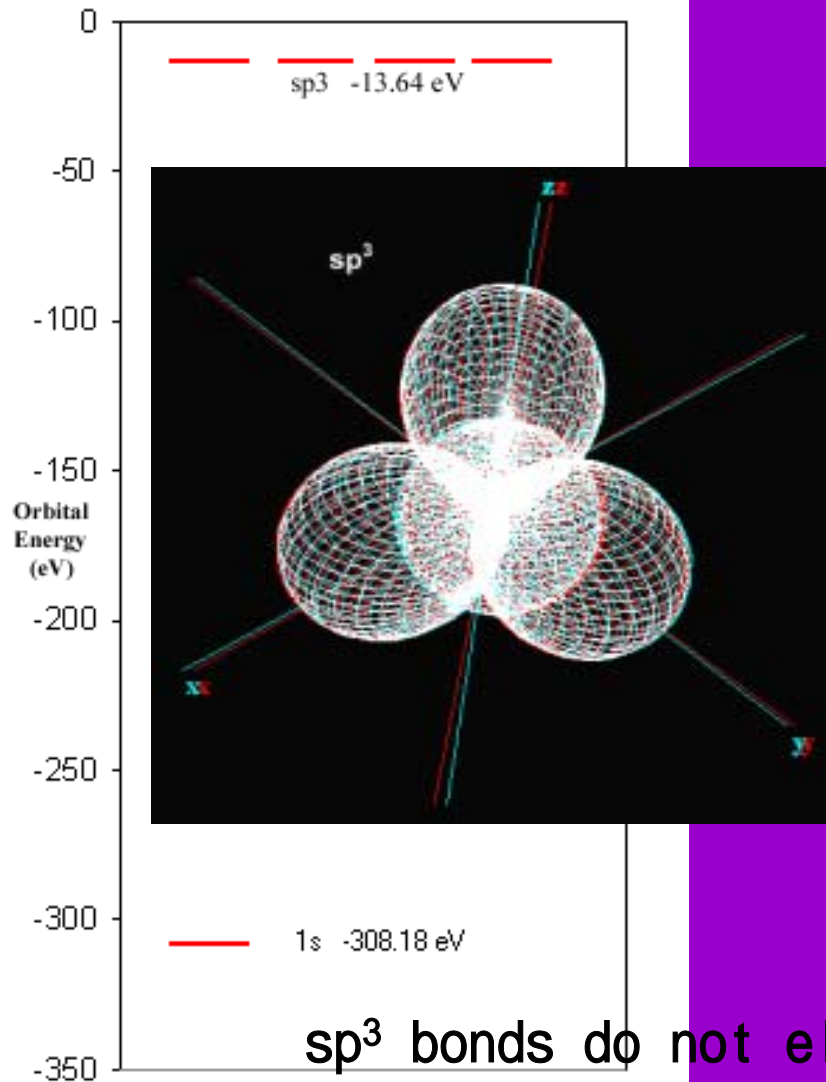 0
sp3 -13.64 eV
-50
zz
sp³
-100
-150
Orbital
Energy
(eV)
-200
xx
yy
-250
-300
1s -308.18 eV
sp³ bonds do not el
-350